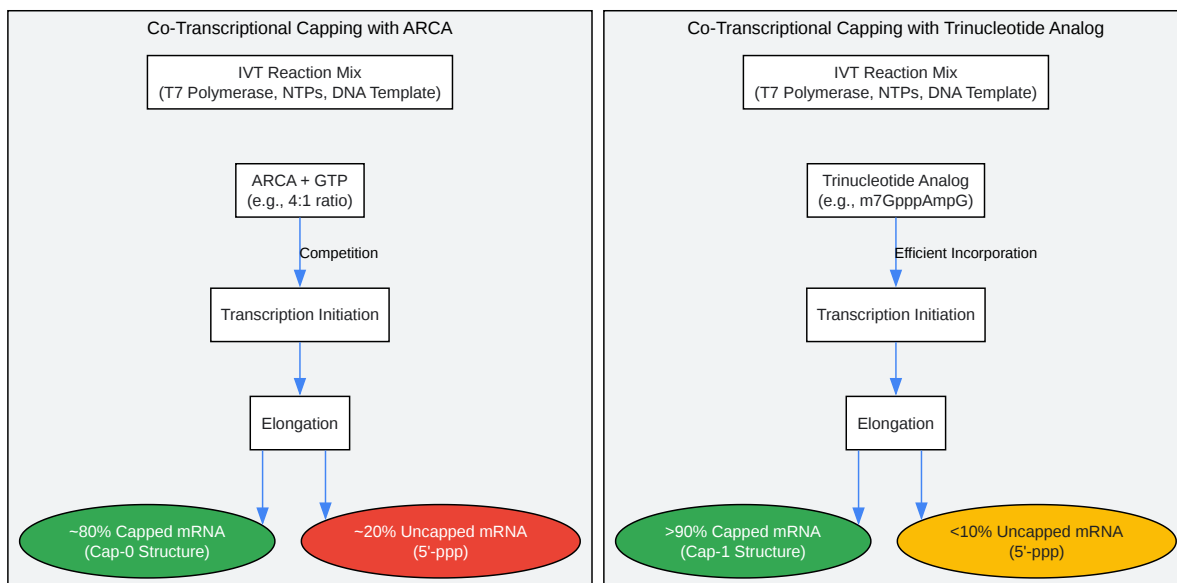 Co-Transcriptional Capping with ARCA
IVT Reaction Mix
(T7 Polymerase, NTPs, DNA Template)
ARCA + GTP
(e.g., 4:1 ratio)
Competition
Transcription Initiation
Elongation
~80% Capped mRNA
(Cap-0 Structure)
~20% Uncapped mRNA
(5'-ppp)
Co-Transcriptional Capping with Trinucleotide Analog
IVT Reaction Mix
(T7 Polymerase, NTPs, DNA Template)
Trinucleotide Analog
(e.g., m7GpppAmpG)
Efficient Incorporation
Transcription Initiation
Elongation
>90% Capped mRNA
(Cap-1 Structure)
<10% Uncapped mRNA
(5'-ppp)